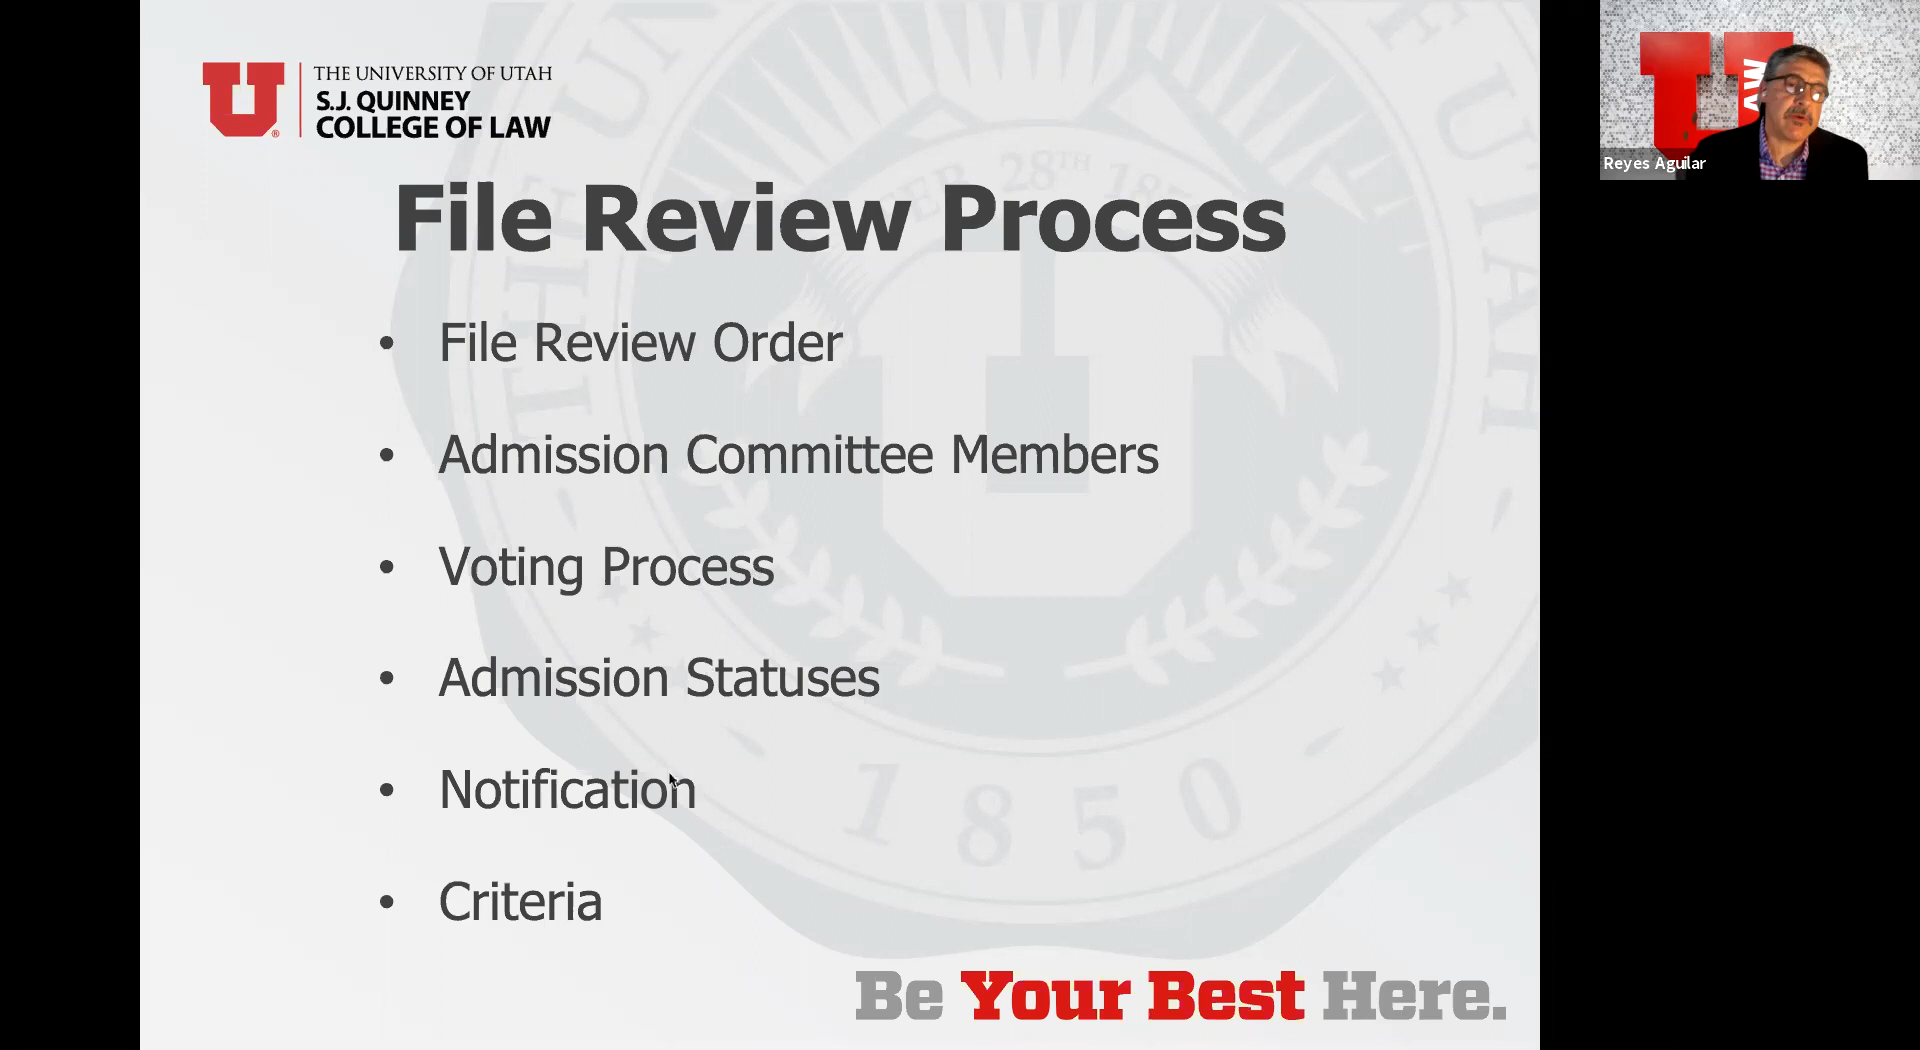 THE UNIVERSITY OF UTAH
S.J. QUINNEY
COLLEGE OF LAW
File Review Process
• File Review Order
• Admission Committee Members
• Voting Process
• Admission Statuses
• Notification
• Criteria
1850
Be Your Best Here.
Reyes Aguilar